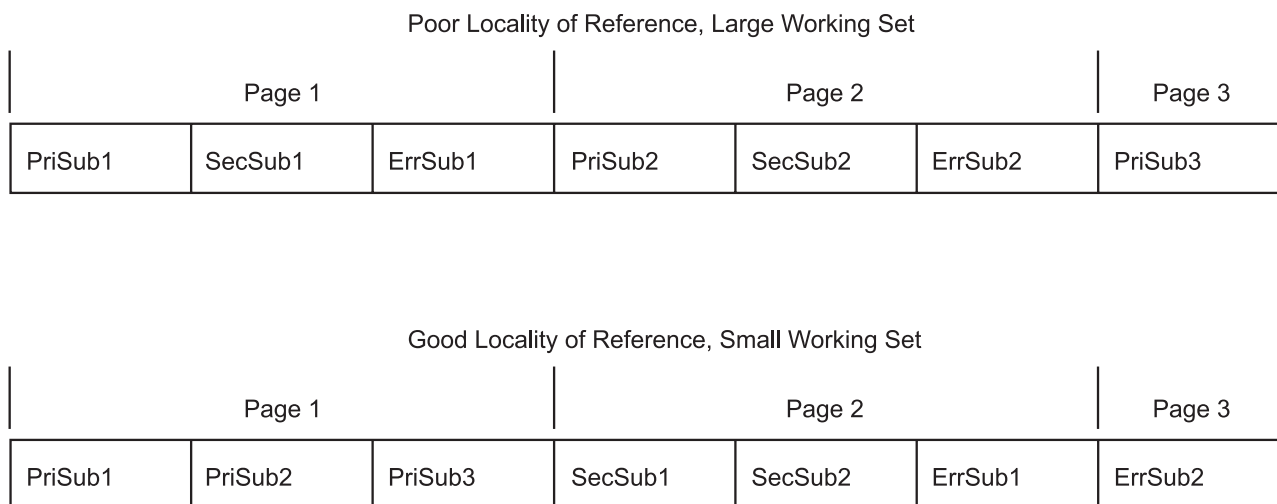 Poor Locality of Reference, Large Working Set
Page 1 Page 2 Page 3
PriSub1 SecSub1 ErrSub1 PriSub2 SecSub2 ErrSub2 PriSub3
Good Locality of Reference, Small Working Set
Page 1 Page 2 Page 3
PriSub1 PriSub2 PriSub3 SecSub1 SecSub2 ErrSub1 ErrSub2